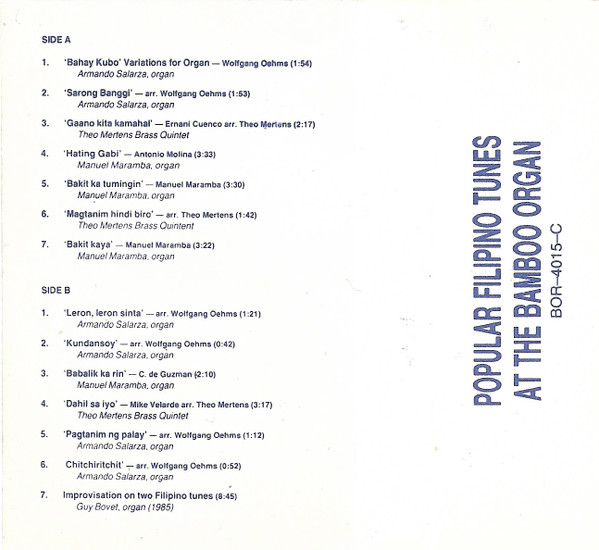 SIDE A
1. 'Bahay Kubo' Variations for Organ — Wolfgang Oehms (1:54)
Armando Salarza, organ
2. 'Sarong Banggi' — arr. Wolfgang Oehms (1:53)
Armando Salarza, organ
3. 'Gaano kita kamahal' — Ernani Cuenco arr. Theo Mertens (2:17)
Theo Mertens Brass Quintet
4. 'Hating Gabi' — Antonio Molina (3:33)
Manuel Maramba, organ
5. 'Bakit ka tumingin' — Manuel Maramba (3:30)
Manuel Maramba, organ
6. 'Magtanim hindi biro' — arr. Theo Mertens (1:42)
Theo Mertens Brass Quintent
7. 'Bakit kaya' — Manuel Maramba (3:22)
Manuel Maramba, organ
SIDE B
1. 'Leron, leron sinta' — arr. Wolfgang Oehms (1:21)
Armando Salarza, organ
2. 'Kundansoy' — arr. Wolfgang Oehms (0:42)
Armando Salarza, organ
3. 'Babalik ka rin' — C. de Guzman (2:10)
Manuel Maramba, organ
4. 'Dahil sa iyo' — Mike Velarde arr. Theo Mertens (3:17)
Theo Mertens Brass Quintet
5. 'Pagtanim ng palay' — arr. Wolfgang Oehms (1:12)
Armando Salarza, organ
6. Chitchiritchit' — arr. Wolfgang Oehms (0:52)
Armando Salarza, organ
7. Improvisation on two Filipino tunes (8:45)
Guy Bovet, organ (1985)
POPULAR FILIPINO TUNES
AT THE BAMBOO ORGAN
BOR–4015–C